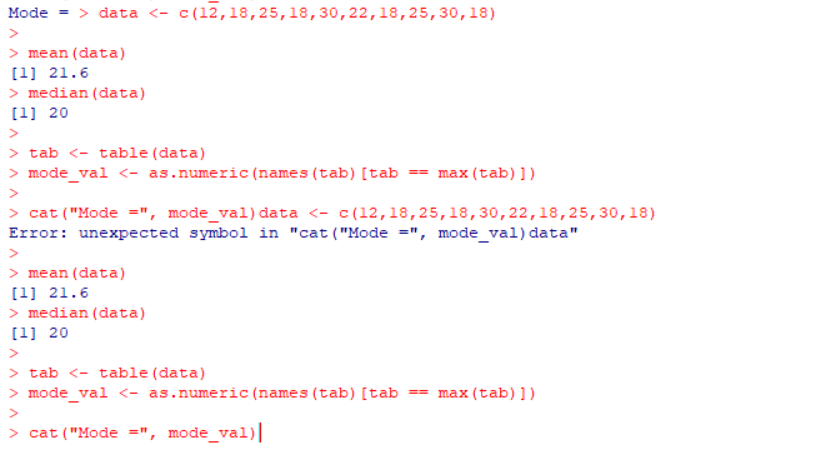 Mode = > data <- c(12,18,25,18,30,22,18,25,30,18)
>
> mean(data)
[1] 21.6
> median(data)
[1] 20
>
> tab <- table(data)
> mode_val <- as.numeric(names(tab)[tab == max(tab)])
>
> cat("Mode =", mode_val)data <- c(12,18,25,18,30,22,18,25,30,18)
Error: unexpected symbol in "cat("Mode =", mode_val)data"
>
> mean(data)
[1] 21.6
> median(data)
[1] 20
>
> tab <- table(data)
> mode_val <- as.numeric(names(tab)[tab == max(tab)])
>
> cat("Mode =", mode_val)